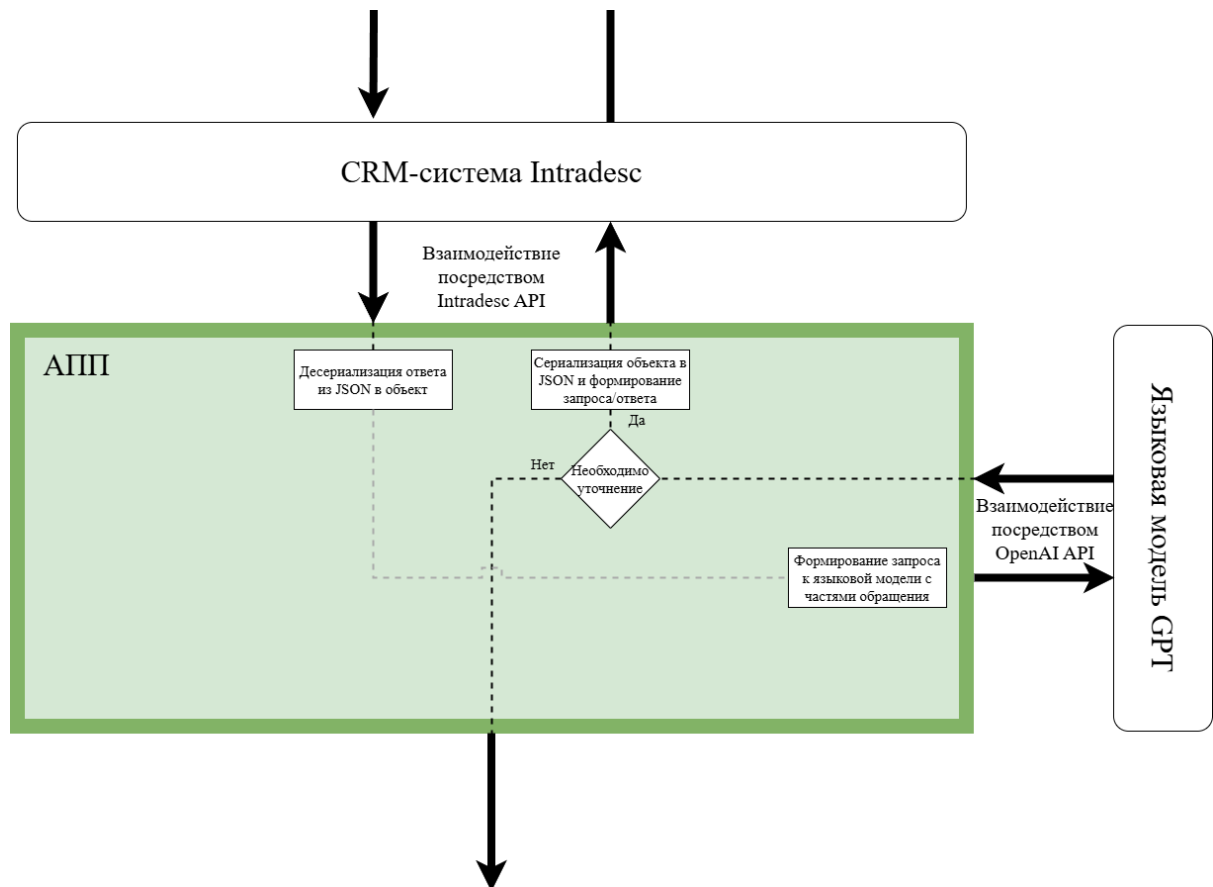 CRM-система Intradesc
Взаимодействие
посредством
Intradesc API
АПП
Десериализация ответа
из JSON в объект
Сериализация объекта в
JSON и формирование
запроса/ответа
Да
Нет
Необходимо
уточнение
Взаимодействие
посредством
OpenAI API
Формирование запроса
к языковой модели с
частями обращения
Языковая модель GPT